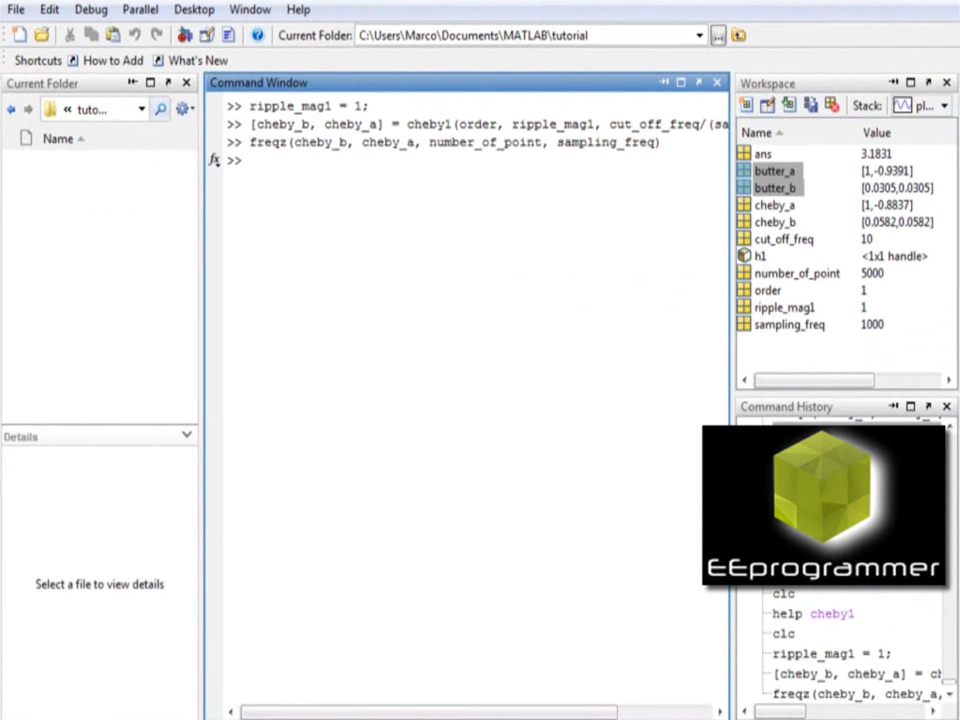 File Edit Debug Parallel Desktop Window Help
Current Folder: C:\Users\Marco\Documents\MATLAB\tutorial
Shortcuts How to Add What's New
Current Folder
« tuto...
Name
Details
Select a file to view details
Command Window
>> ripple_mag1 = 1;
>> [cheby_b, cheby_a] = cheby1(order, ripple_mag1, cut_off_freq/(sa
>> freqz(cheby_b, cheby_a, number_of_point, sampling_freq)
fx >>
Workspace
Stack: pl...
Name Value
ans 3.1831
butter_a [1,-0.9391]
butter_b [0.0305,0.0305]
cheby_a [1,-0.8837]
cheby_b [0.0582,0.0582]
cut_off_freq 10
h1 <1x1 handle>
number_of_point 5000
order 1
ripple_mag1 1
sampling_freq 1000
Command History
EEprogrammer
clc
help cheby1
clc
ripple_mag1 = 1;
[cheby_b, cheby_a] = ch
freqz(cheby_b, cheby_a,